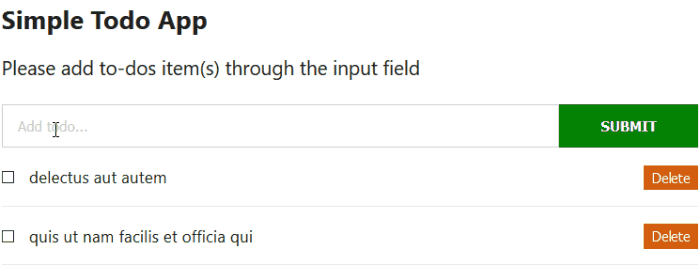 Simple Todo App
Please add to-dos item(s) through the input field
Add todo... SUBMIT
delectus aut autem Delete
quis ut nam facilis et officia qui Delete